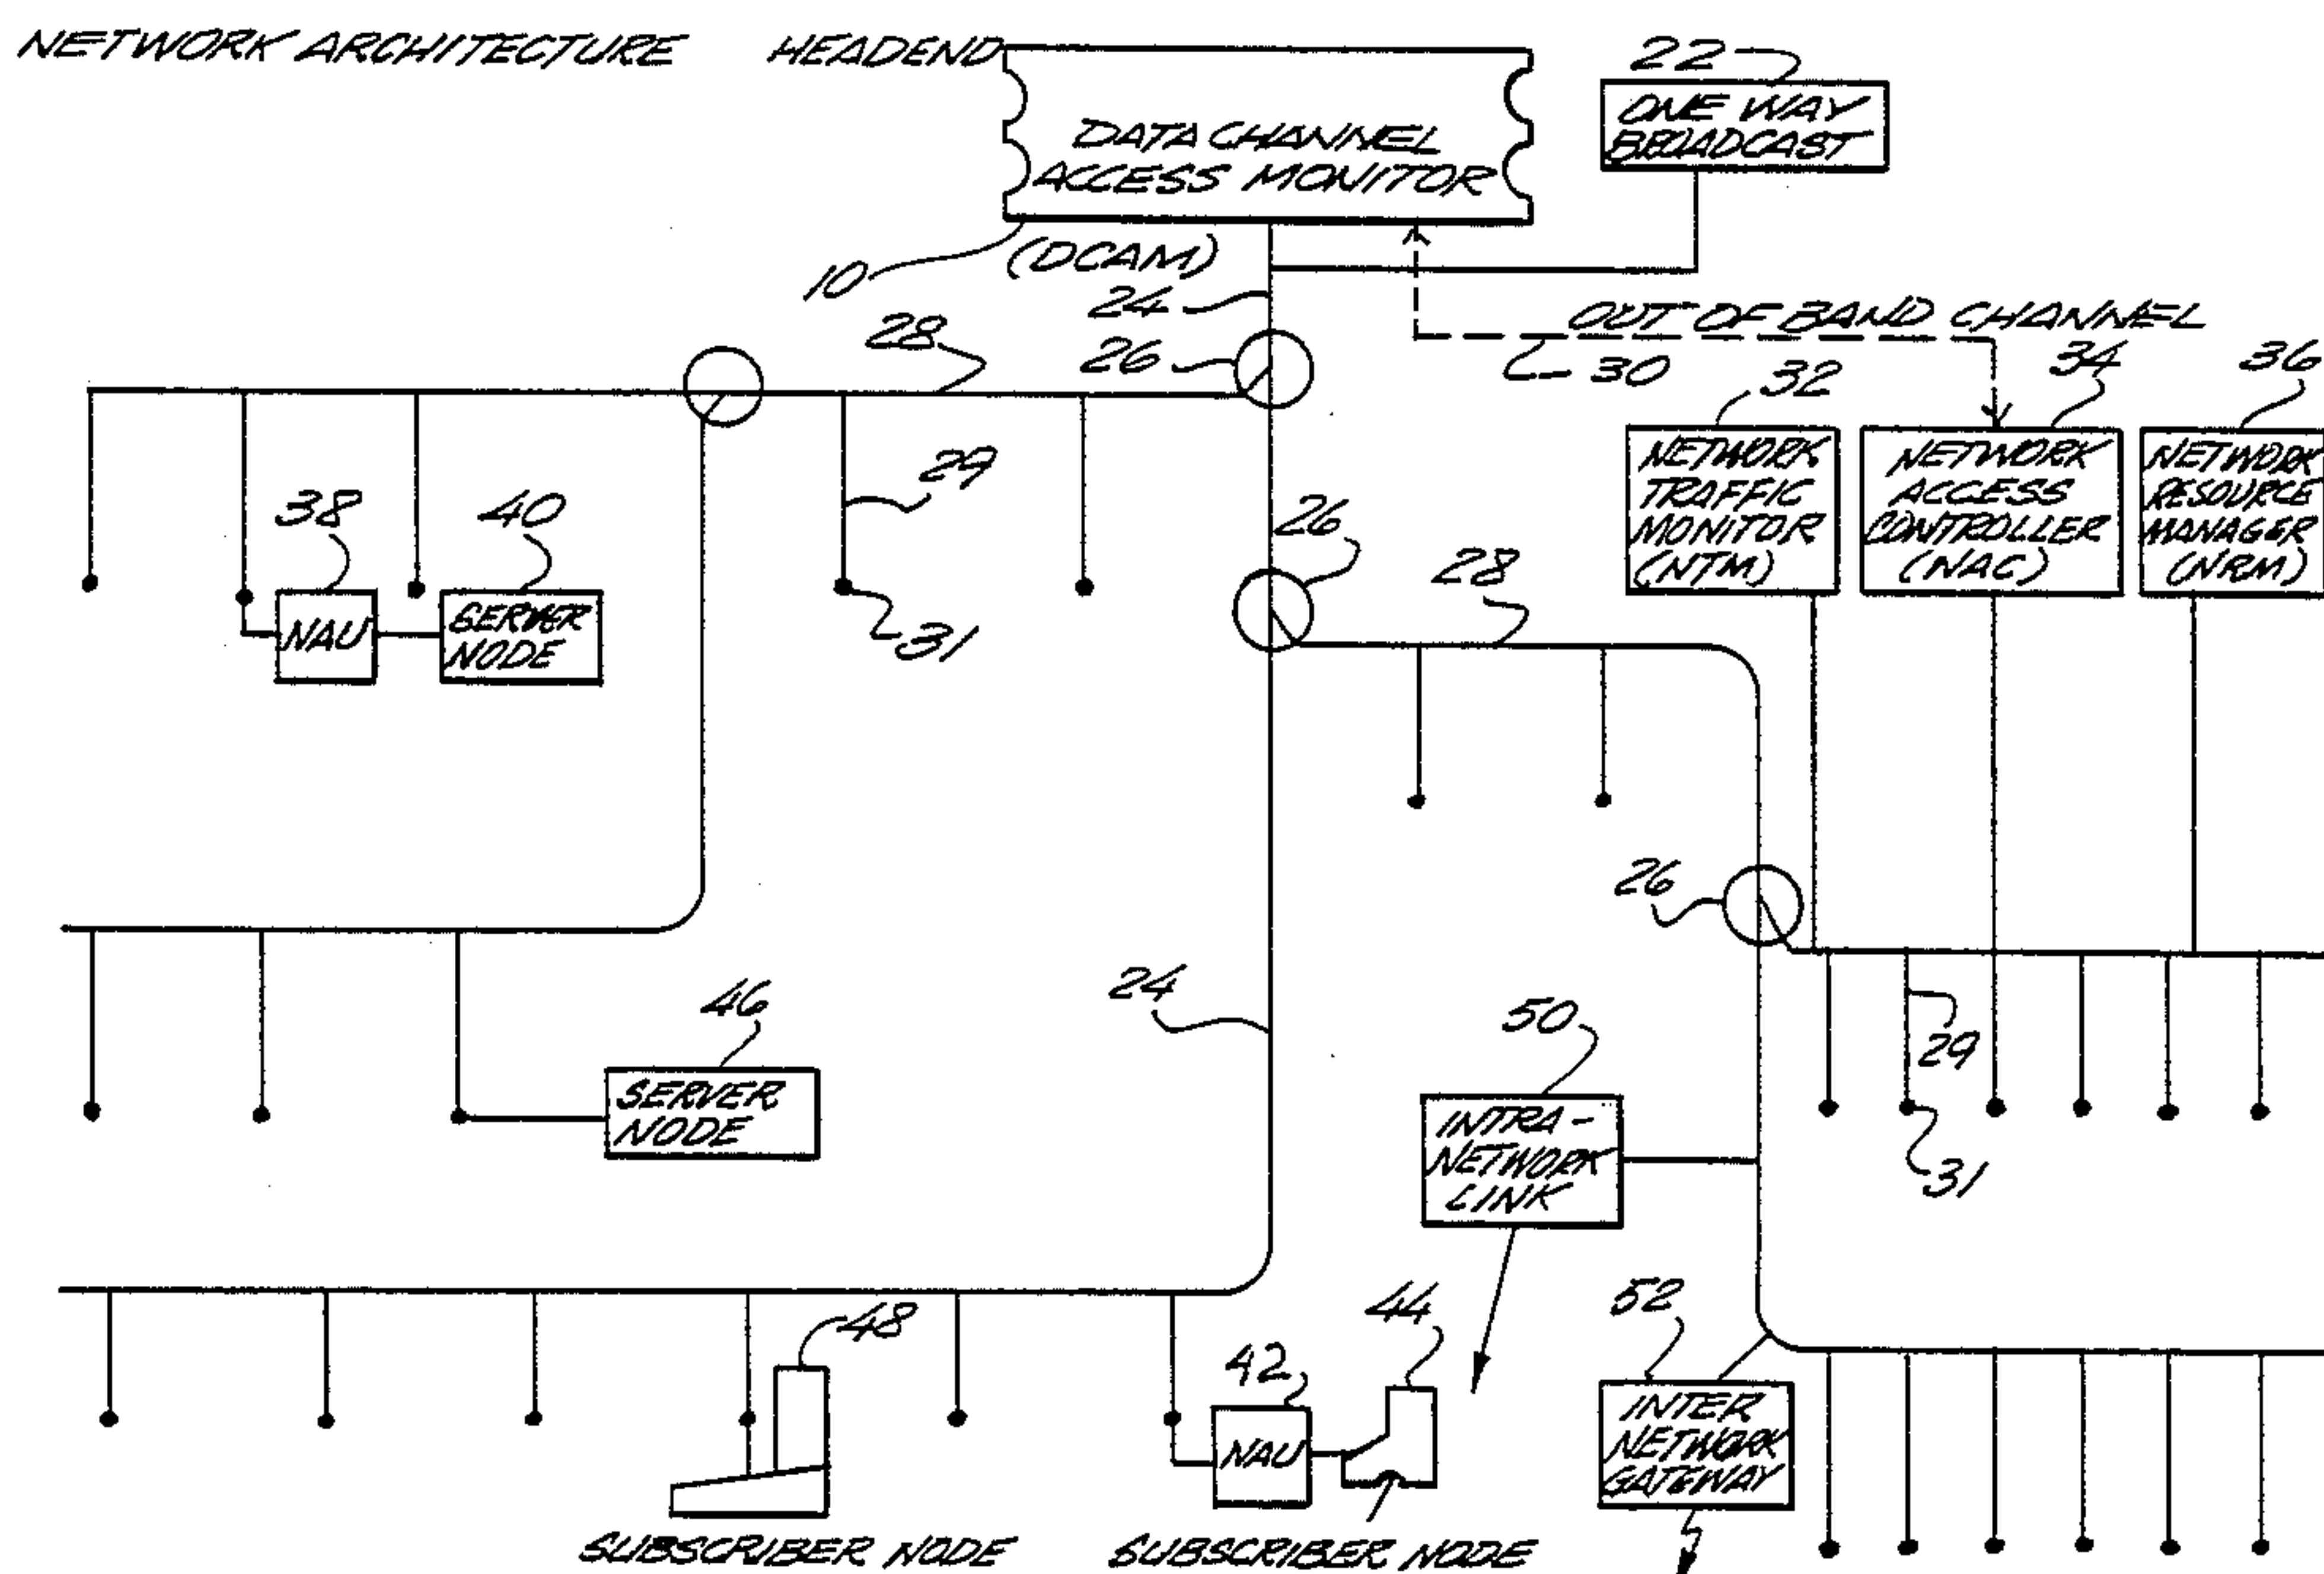 NETWORK ARCHITECTURE
HEADEND
22
DATA CHANNEL
ACCESS MONITOR
ONE WAY
BROADCAST
10
(DCAM)
24
OUT OF BAND CHANNEL
28
26
30
32
34
36
29
NETWORK
TRAFFIC
MONITOR
(NTM)
NETWORK
ACCESS
CONTROLLER
(NAC)
NETWORK
RESOURCE
MANAGER
(NRM)
38
40
26
28
NAU
SERVER
NODE
31
26
24
46
50
29
SERVER
NODE
INTRA-
NETWORK
LINK
31
48
44
52
42
NAU
INTER
NETWORK
GATEWAY
SUBSCRIBER NODE
SUBSCRIBER NODE